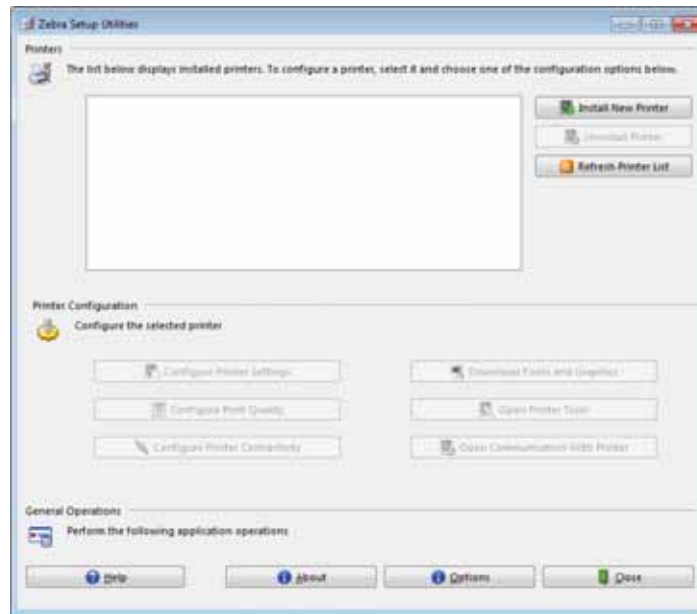 Zebra Setup Utilities
Printers
The list below displays installed printers. To configure a printer, select it and choose one of the configuration options below.
Install New Printer
Uninstall Printer
Refresh Printer List
Printer Configuration
Configure the selected printer
Configure Printer Settings
Download Fonts and Graphics
Configure Print Quality
Open Printer Tools
Configure Printer Connectivity
Open Communication With Printer
General Operations
Perform the following application operations
Help
About
Options
Close